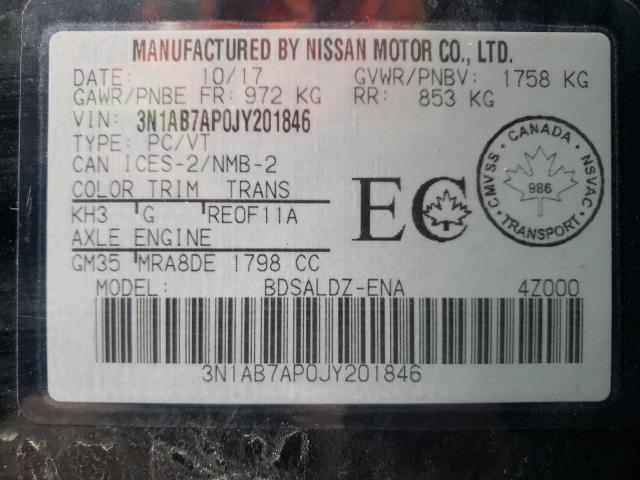 MANUFACTURED BY NISSAN MOTOR CO., LTD.
DATE: 10/17 GVWR/PNBV: 1758 KG
GAWR/PNBE FR: 972 KG RR: 853 KG
VIN: 3N1AB7AP0JY201846
TYPE: PC/VT
CAN ICES-2/NMB-2
COLOR TRIM TRANS
KH3 G RE0F11A
AXLE ENGINE
GM35 MRA8DE 1798 CC
EC
CANADA
CMVSS NSVAC
986
TRANSPORT
MODEL: BDSALDZ-ENA 4Z000
3N1AB7AP0JY201846